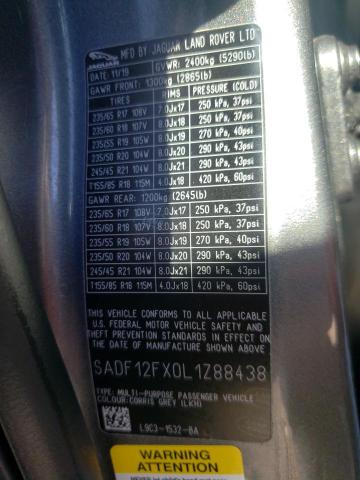 JAGUAR
MFD BY JAGUAR LAND ROVER LTD
DATE: 11/19 GVWR: 2400kg (5290lb)
GAWR FRONT: 1300kg (2865lb)
TIRES RIMS PRESSURE (COLD)
235/65 R17 108V 7.0Jx17 250 kPa, 37psi
235/60 R18 107V 8.0Jx18 250 kPa, 37psi
235/55 R19 105W 8.0Jx19 270 kPa, 40psi
235/50 R20 104W 8.0Jx20 290 kPa, 43psi
245/45 R21 104W 8.0Jx21 290 kPa, 43psi
T155/85 R18 115M 4.0Jx18 420 kPa, 60psi
GAWR REAR: 1200kg (2645lb)
235/65 R17 108V 7.0Jx17 250 kPa, 37psi
235/60 R18 107V 8.0Jx18 250 kPa, 37psi
235/55 R19 105W 8.0Jx19 270 kPa, 40psi
235/50 R20 104W 8.0Jx20 290 kPa, 43psi
245/45 R21 104W 8.0Jx21 290 kPa, 43psi
T155/85 R18 115M 4.0Jx18 420 kPa, 60psi
THIS VEHICLE CONFORMS TO ALL APPLICABLE
U.S. FEDERAL MOTOR VEHICLE SAFETY
STANDARDS IN EFFECT ON THE DATE
OF MANUFACTURE SHOWN ABOVE.
SADF12FX0L1Z88438
TYPE: MULTI-PURPOSE PASSENGER VEHICLE
COLOUR: CORRIS GREY (LKH)
L9C3-1532-BA
WARNING
ATTENTION